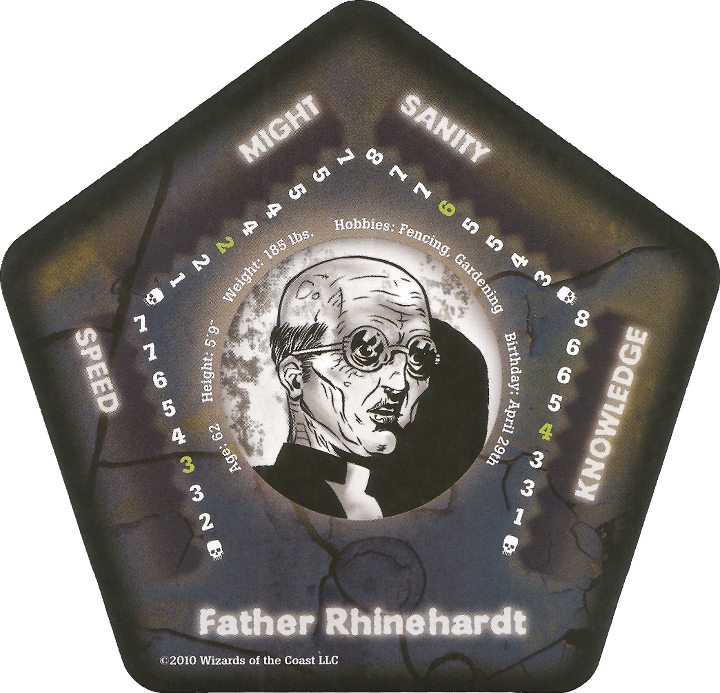 MIGHT
1 2 2 4 4 5 5 7
SANITY
8 7 7 6 5 5 4 3
SPEED
7 7 6 5 4 3 3 2
KNOWLEDGE
8 6 6 5 4 3 3 1
Age: 62
Height: 5'9"
Weight: 185 lbs.
Hobbies: Fencing, Gardening
Birthday: April 29th
Father Rhinehardt
©2010 Wizards of the Coast LLC